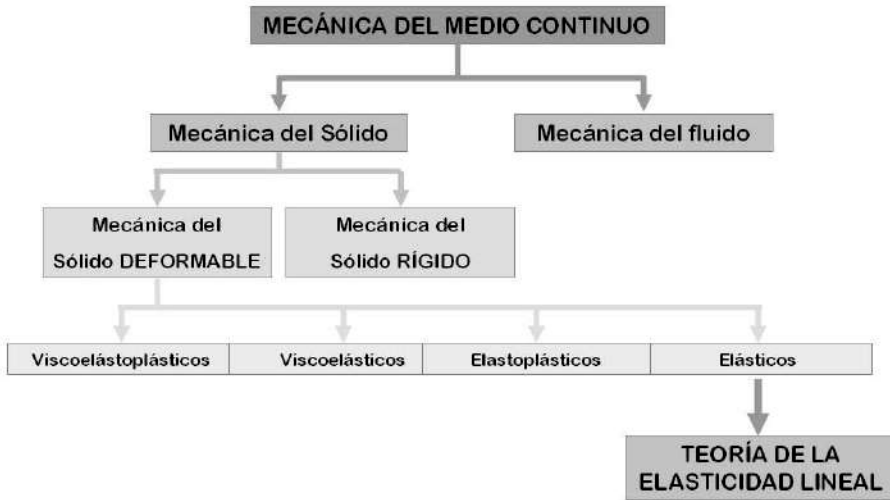 MECÁNICA DEL MEDIO CONTINUO
Mecánica del Sólido
Mecánica del fluido
Mecánica del
Sólido DEFORMABLE
Mecánica del
Sólido RÍGIDO
Viscoelástoplásticos
Viscoelásticos
Elastoplásticos
Elásticos
TEORÍA DE LA
ELASTICIDAD LINEAL